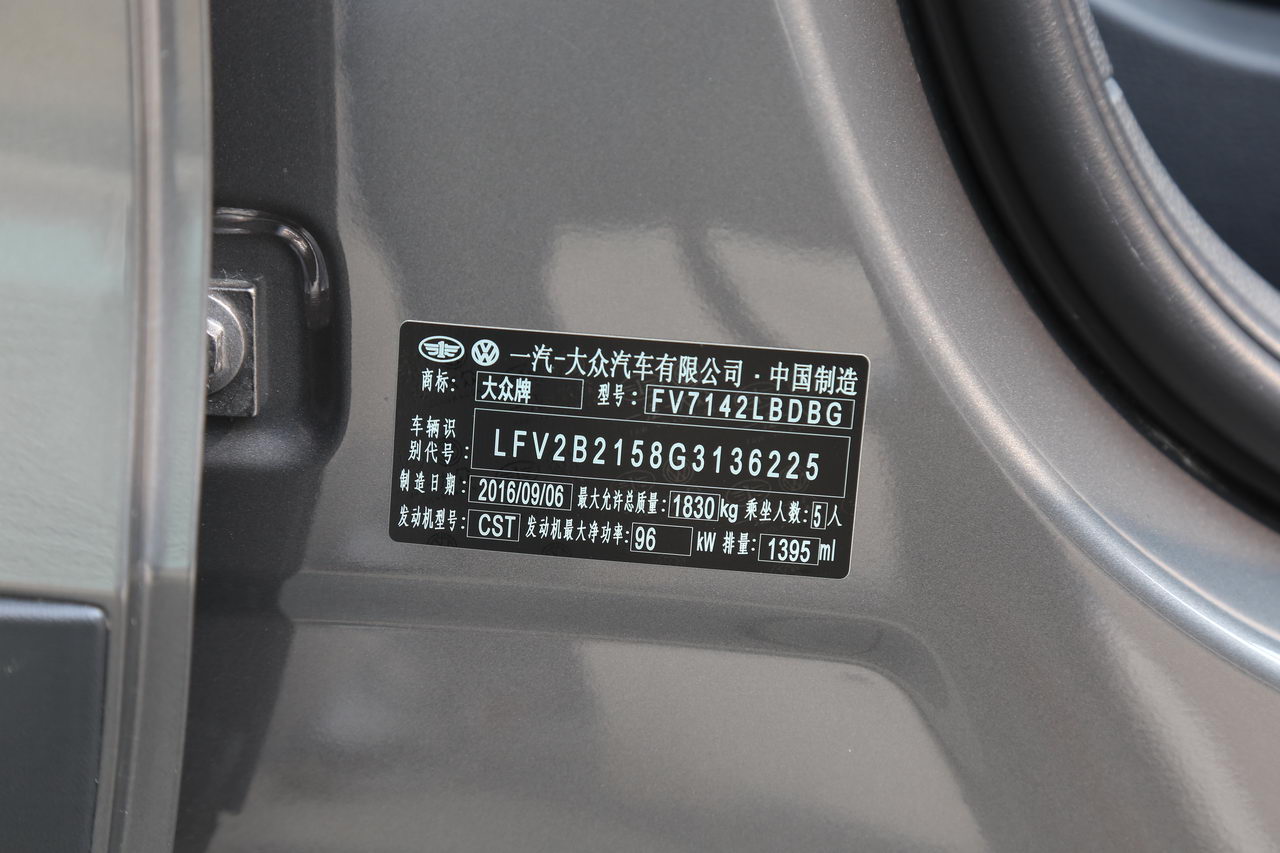 一汽-大众汽车有限公司·中国制造
商标: 大众牌 型号: FV7142LBDBG
车辆识
别代号: LFV2B2158G3136225
制造日期: 2016/09/06 最大允许总质量: 1830 kg 乘坐人数: 5 人
发动机型号: CST 发动机最大净功率: 96 kW 排量: 1395 ml